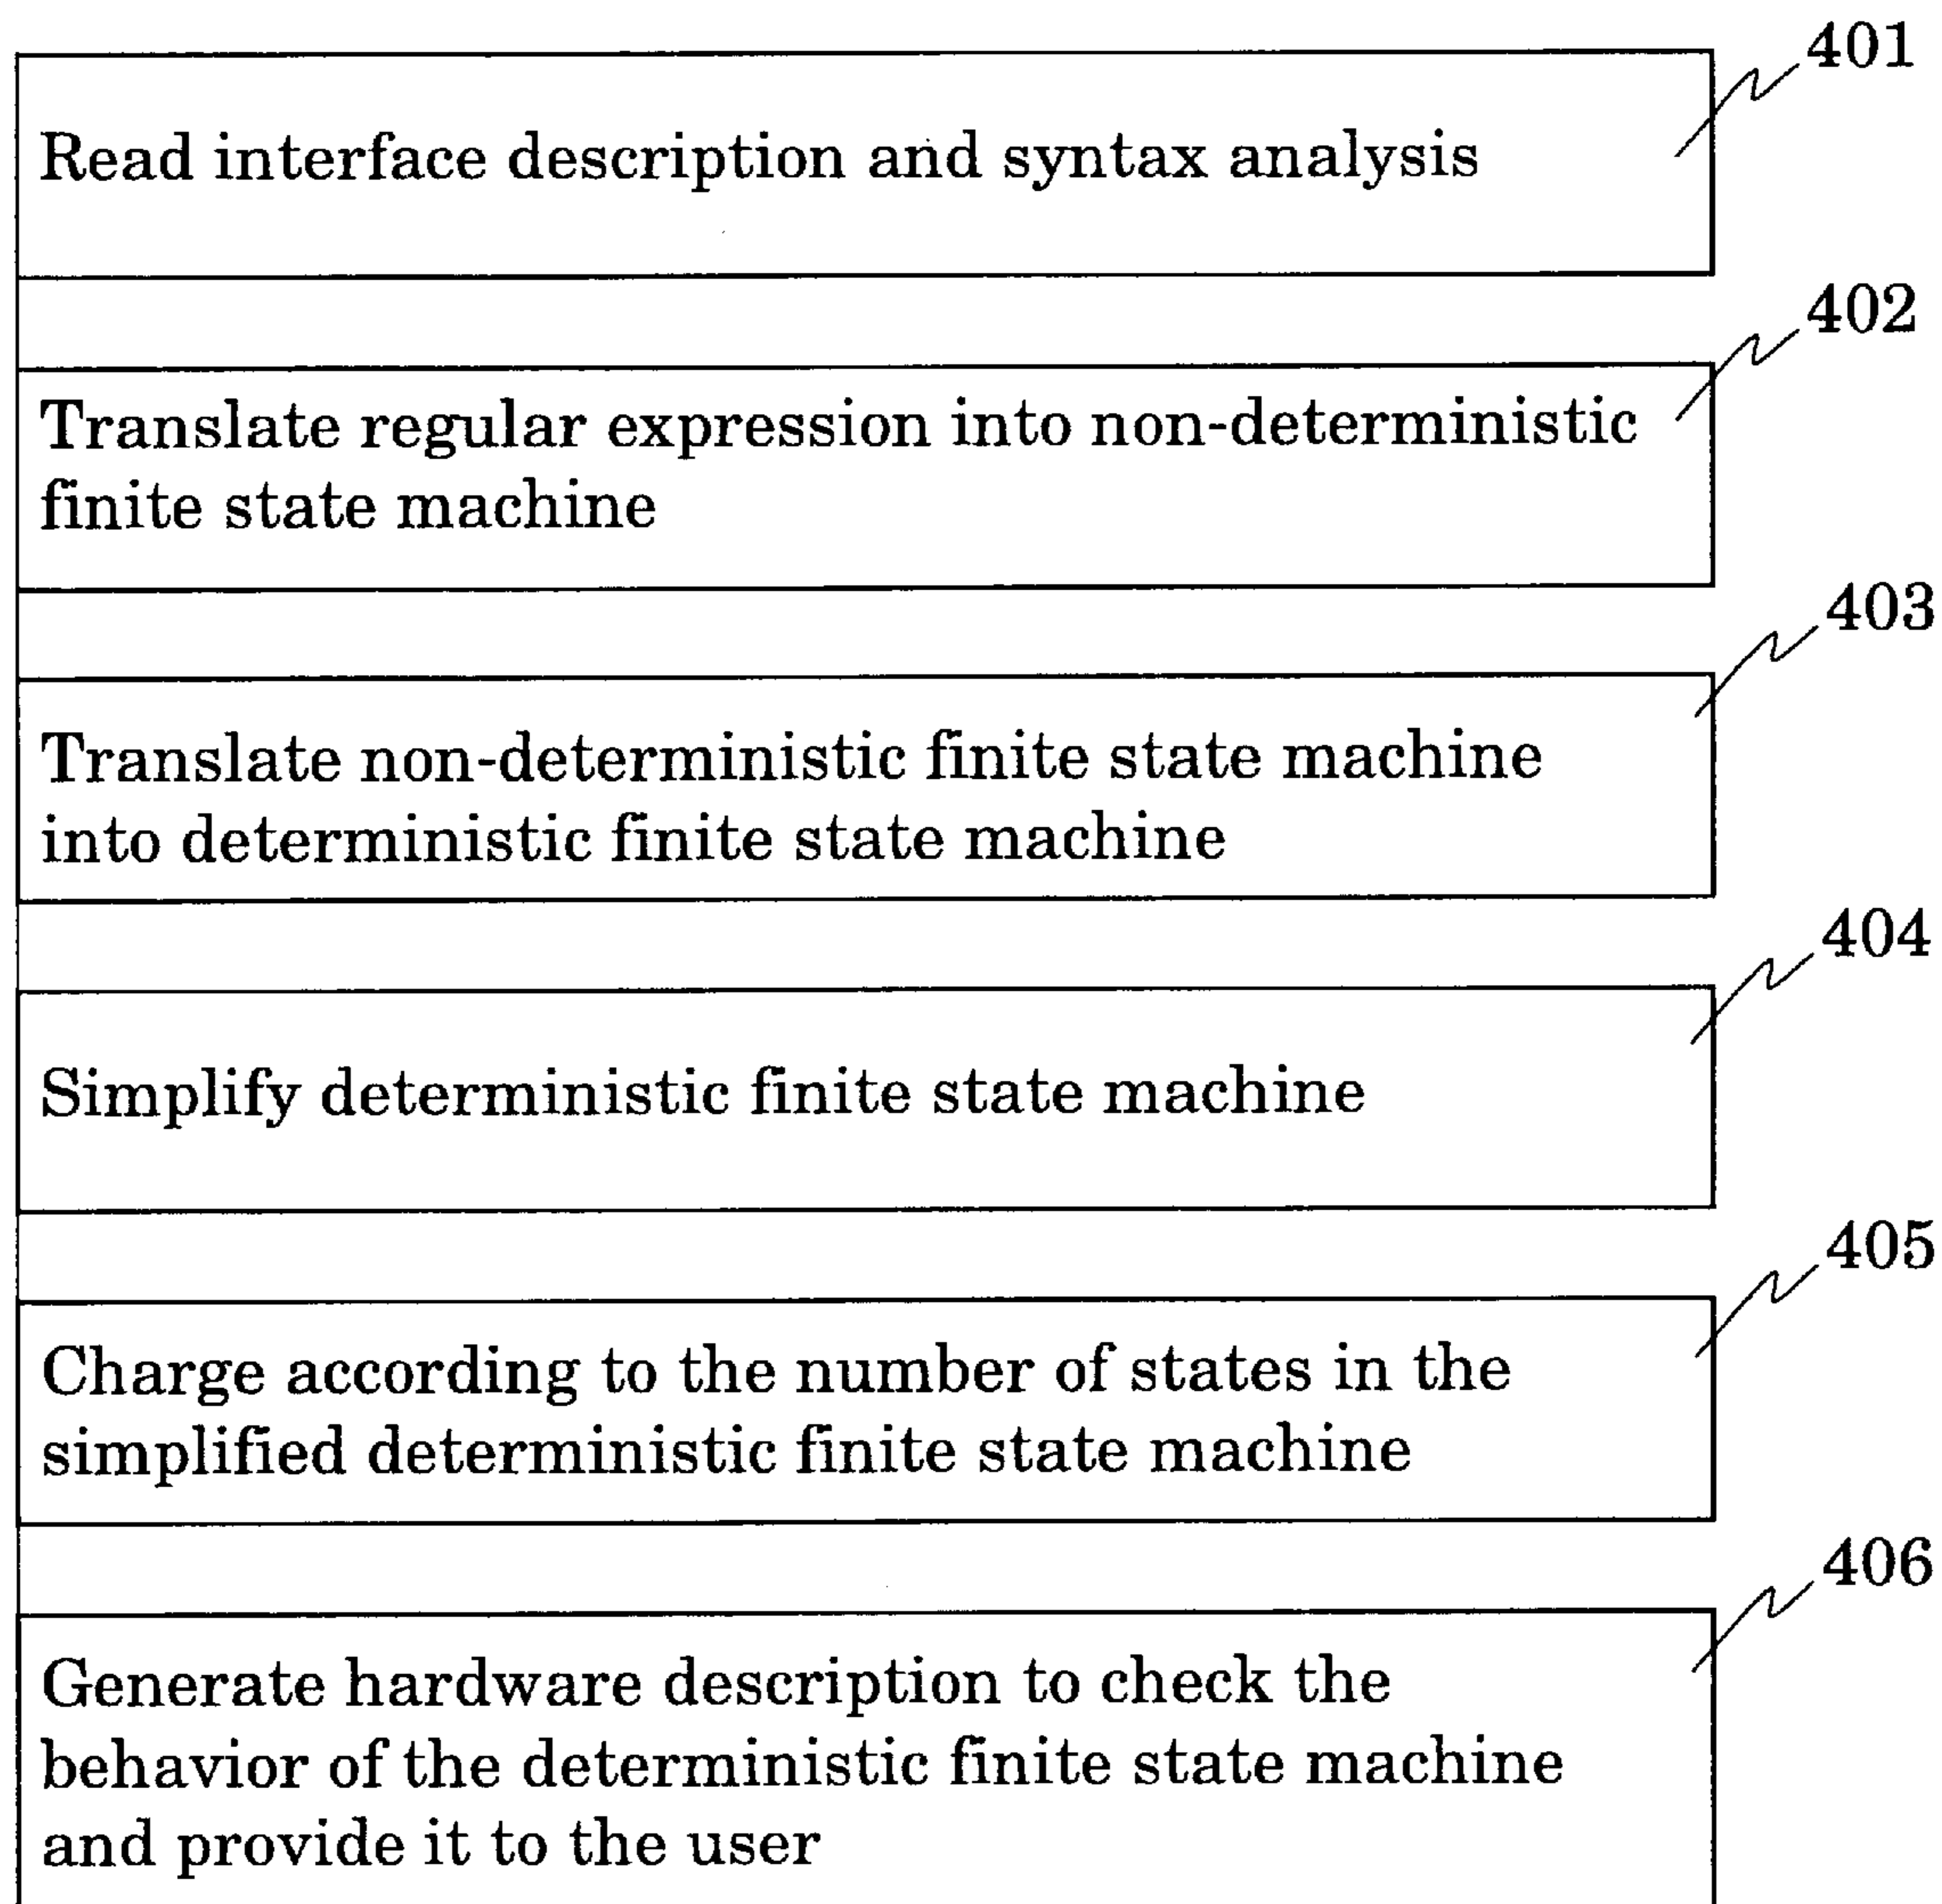 401
Read interface description and syntax analysis
402
Translate regular expression into non-deterministic
finite state machine
403
Translate non-deterministic finite state machine
into deterministic finite state machine
404
Simplify deterministic finite state machine
405
Charge according to the number of states in the
simplified deterministic finite state machine
406
Generate hardware description to check the
behavior of the deterministic finite state machine
and provide it to the user